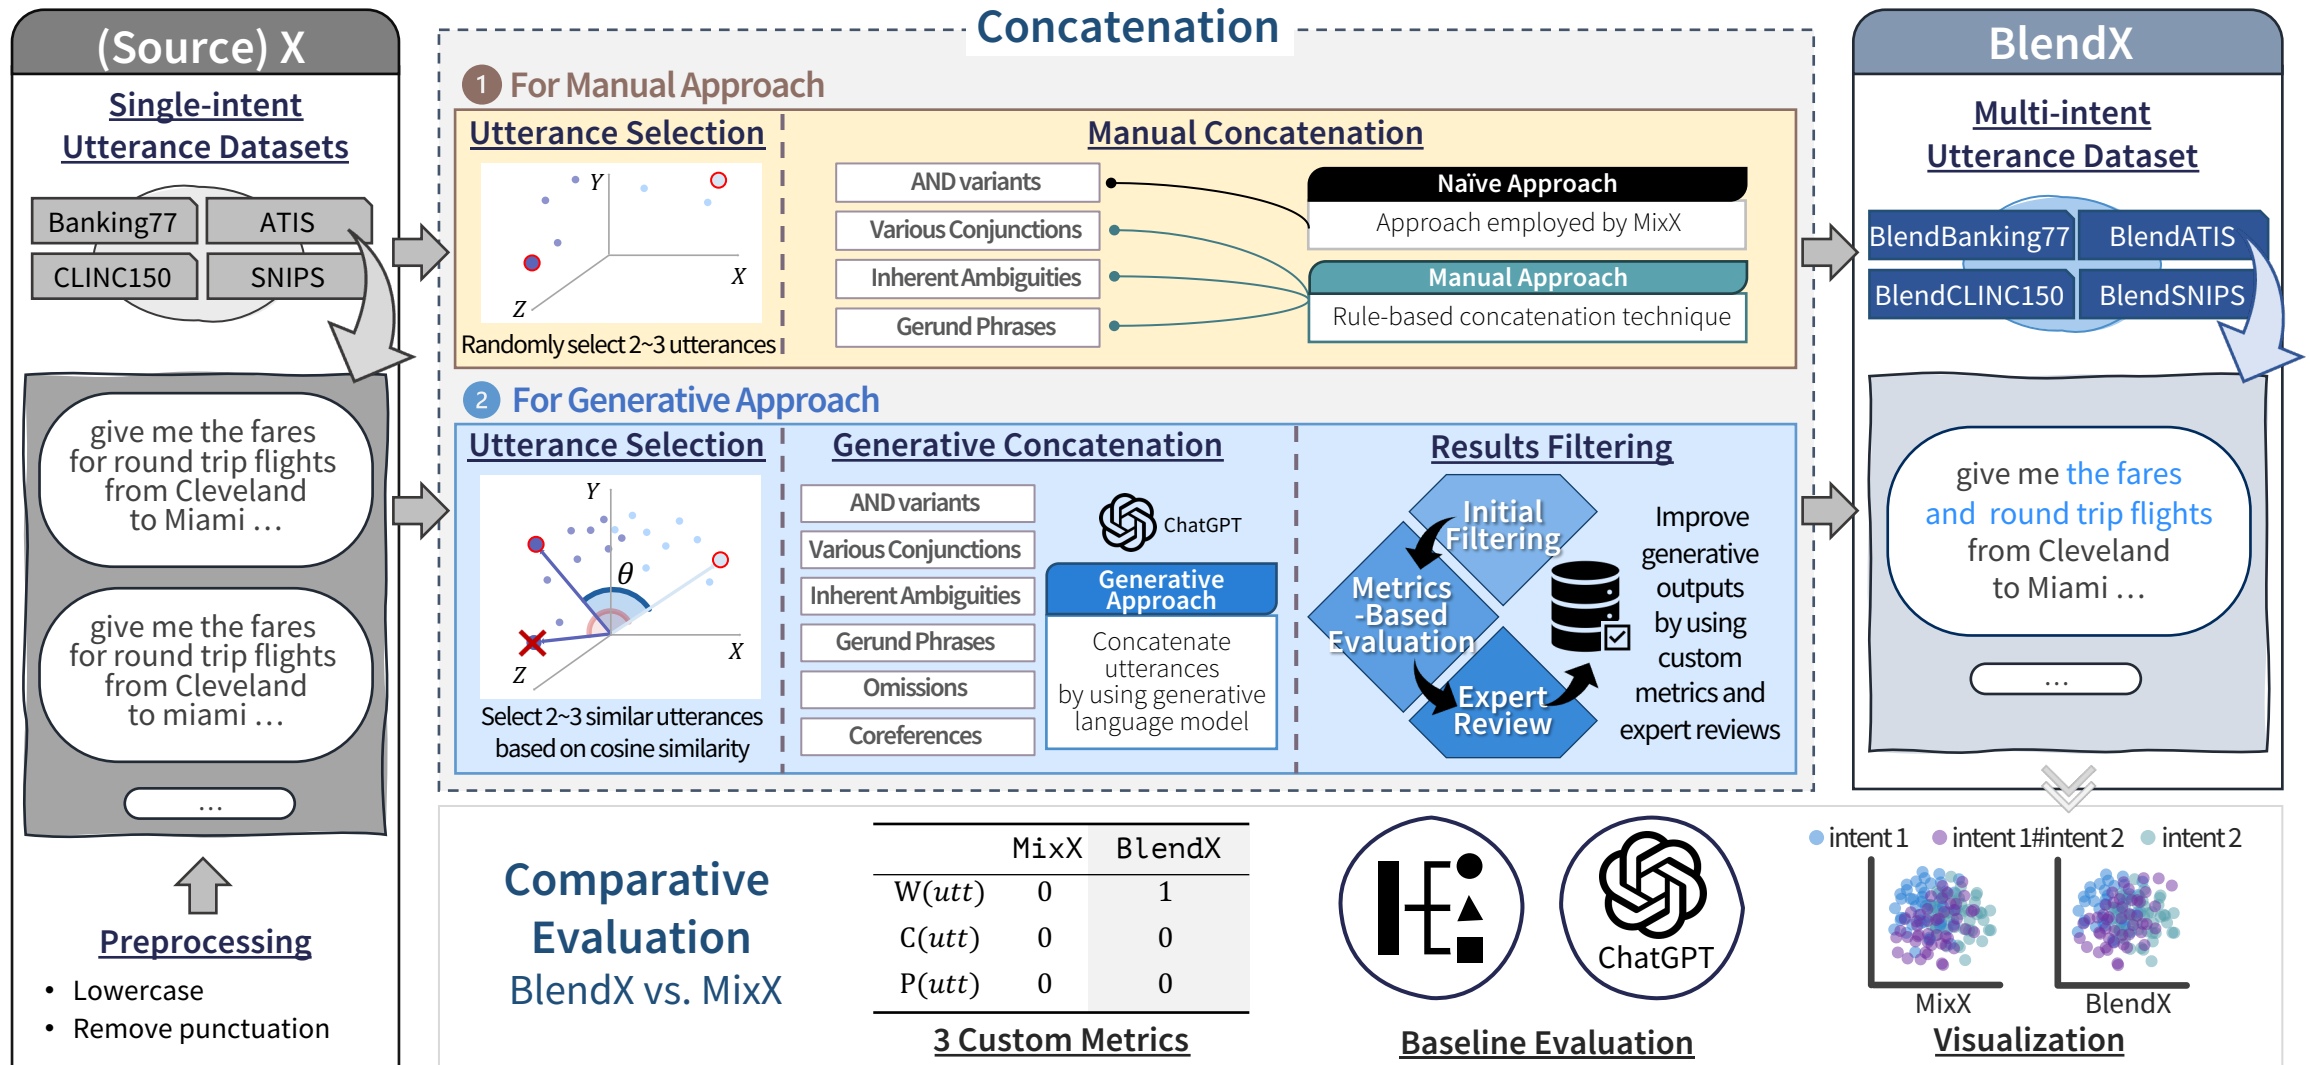 (Source) X
Single-intent
Utterance Datasets
Banking77
ATIS
CLINC150
SNIPS
give me the fares
for round trip flights
from Cleveland
to Miami ...
give me the fares
for round trip flights
from Cleveland
to miami ...
...
Preprocessing
• Lowercase
• Remove punctuation
Concatenation
1 For Manual Approach
Utterance Selection
Y
X
Z
Randomly select 2~3 utterances
Manual Concatenation
AND variants
Various Conjunctions
Inherent Ambiguities
Gerund Phrases
Naïve Approach
Approach employed by MixX
Manual Approach
Rule-based concatenation technique
2 For Generative Approach
Utterance Selection
Y
θ
X
Z
Select 2~3 similar utterances
based on cosine similarity
Generative Concatenation
AND variants
Various Conjunctions
Inherent Ambiguities
Gerund Phrases
Omissions
Coreferences
ChatGPT
Generative
Approach
Concatenate
utterances
by using generative
language model
Results Filtering
Initial
Filtering
Metrics
-Based
Evaluation
Expert
Review
Improve
generative
outputs
by using
custom
metrics and
expert reviews
BlendX
Multi-intent
Utterance Dataset
BlendBanking77
BlendATIS
BlendCLINC150
BlendSNIPS
give me the fares
and round trip flights
from Cleveland
to Miami ...
...
Comparative
Evaluation
BlendX vs. MixX
MixX BlendX
W(utt) 0 1
C(utt) 0 0
P(utt) 0 0
3 Custom Metrics
ChatGPT
Baseline Evaluation
intent 1 intent 1#intent 2 intent 2
MixX
BlendX
Visualization